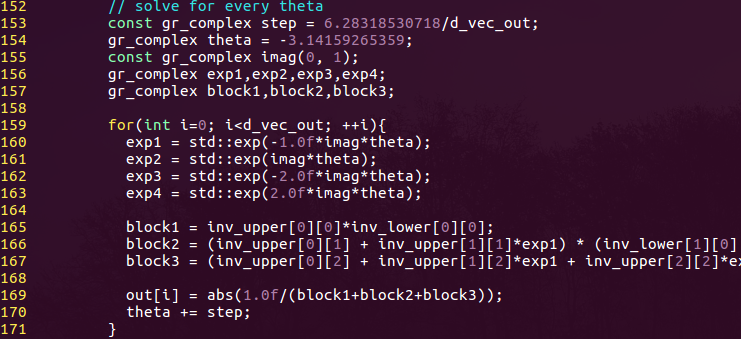 152 // solve for every theta
153 const gr_complex step = 6.28318530718/d_vec_out;
154 gr_complex theta = -3.14159265359;
155 const gr_complex imag(0, 1);
156 gr_complex exp1,exp2,exp3,exp4;
157 gr_complex block1,block2,block3;
158
159 for(int i=0; i<d_vec_out; ++i){
160 exp1 = std::exp(-1.0f*imag*theta);
161 exp2 = std::exp(imag*theta);
162 exp3 = std::exp(-2.0f*imag*theta);
163 exp4 = std::exp(2.0f*imag*theta);
164
165 block1 = inv_upper[0][0]*inv_lower[0][0];
166 block2 = (inv_upper[0][1] + inv_upper[1][1]*exp1) * (inv_lower[1][0]
167 block3 = (inv_upper[0][2] + inv_upper[1][2]*exp1 + inv_upper[2][2]*ex
168
169 out[i] = abs(1.0f/(block1+block2+block3));
170 theta += step;
171 }